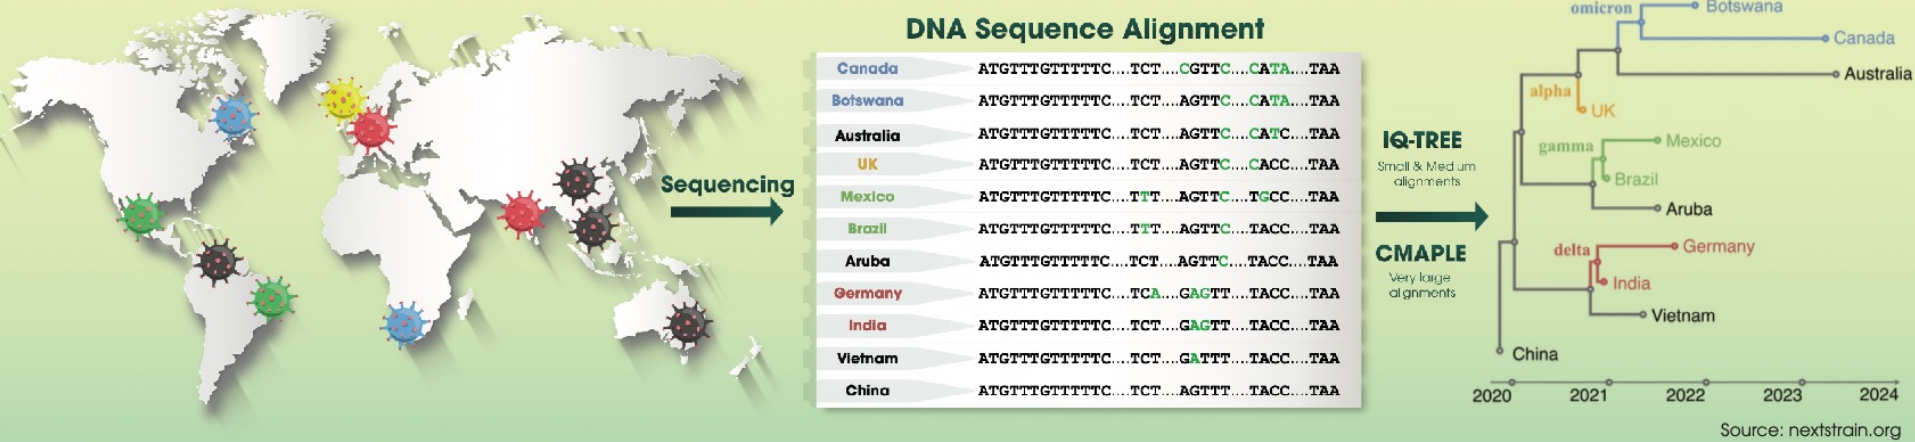 Sequencing
DNA Sequence Alignment
Canada ATGTTTGTTTTTC....TCT....CGTTC....CATA....TAA
Botswana ATGTTTGTTTTTC....TCT....AGTTC....CATA....TAA
Australia ATGTTTGTTTTTC....TCT....AGTTC....CATC....TAA
UK ATGTTTGTTTTTC....TCT....AGTTC....CACC....TAA
Mexico ATGTTTGTTTTTC....TTT....AGTTC....TGCC....TAA
Brazil ATGTTTGTTTTTC....TTT....AGTTC....TACC....TAA
Aruba ATGTTTGTTTTTC....TCT....AGTTC....TACC....TAA
Germany ATGTTTGTTTTTC....TCA....GAGTT....TACC....TAA
India ATGTTTGTTTTTC....TCT....GAGTT....TACC....TAA
Vietnam ATGTTTGTTTTTC....TCT....GATTT....TACC....TAA
China ATGTTTGTTTTTC....TCT....AGTTT....TACC....TAA
IQ-TREE
Small & Medium
alignments
CMAPLE
Very large
alignments
omicron
Botswana
Canada
Australia
alpha
UK
gamma
Mexico
Brazil
Aruba
delta
Germany
India
Vietnam
China
2020 2021 2022 2023 2024
Source: nextstrain.org